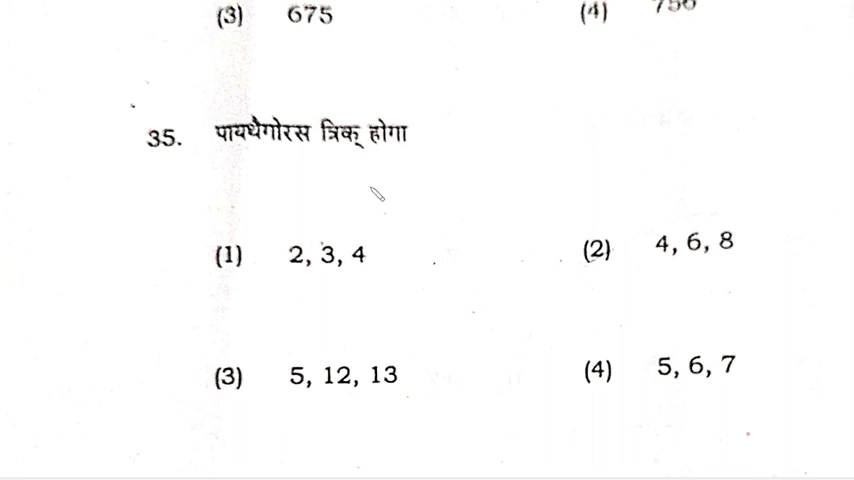 (3) 675 (4)
35. पायथैगोरस त्रिक् होगा
(1) 2, 3, 4 (2) 4, 6, 8
(3) 5, 12, 13 (4) 5, 6, 7